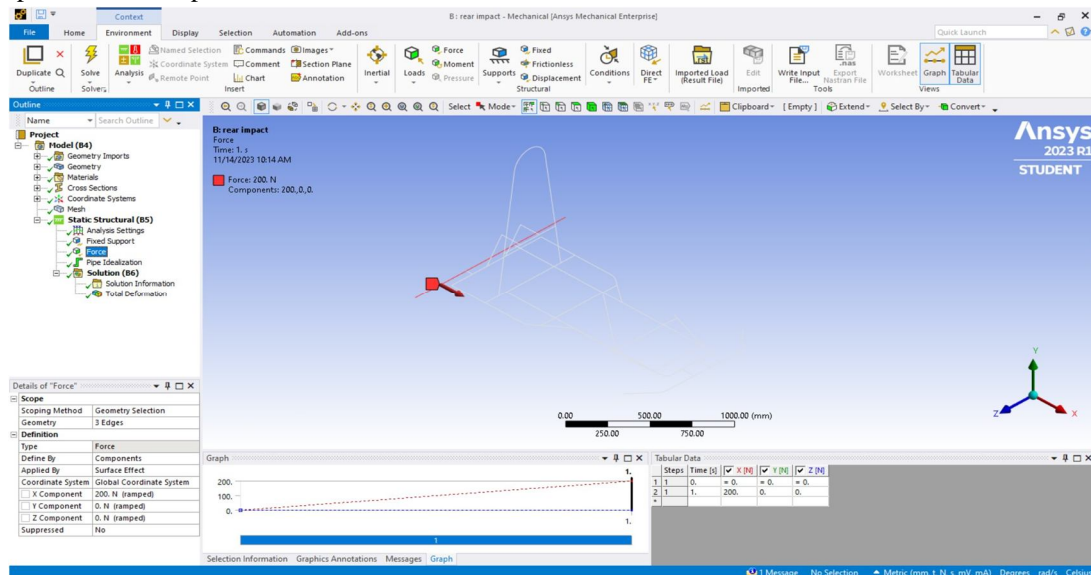 Context
B : rear impact - Mechanical [Ansys Mechanical Enterprise]
File Home Environment Display Selection Automation Add-ons
Quick Launch
Duplicate Q Solve Analysis Named Selection Commands Images Inertial Loads Force Supports Fixed Conditions Direct FE Imported Load (Result File) Edit Write Input File... Export Nastran File Worksheet Graph Tabular Data
Coordinate System Comment Section Plane Moment Frictionless
Remote Point Chart Annotation Pressure Displacement
Outline Solver Insert Structural Imported Tools Views
Outline
Name Search Outline
Select Mode Clipboard [ Empty ] Extend Select By Convert
Project
Model (B4)
Geometry Imports
Geometry
Materials
Cross Sections
Coordinate Systems
Mesh
Static Structural (B5)
Analysis Settings
Fixed Support
Force
Pipe Idealization
Solution (B6)
Solution Information
Total Deformation
B: rear impact
Force
Time: 1. s
11/14/2023 10:14 AM
Force: 200. N
Components: 200.,0.,0.
Ansys
2023 R1
STUDENT
Y
Z X
0.00 500.00 1000.00 (mm)
250.00 750.00
Details of "Force"
Scope
Scoping Method Geometry Selection
Geometry 3 Edges
Definition
Type Force
Define By Components
Applied By Surface Effect
Coordinate System Global Coordinate System
X Component 200. N (ramped)
Y Component 0. N (ramped)
Z Component 0. N (ramped)
Suppressed No
Graph
1.
200.
100.
0.
1.
1
Tabular Data
Steps Time [s] X [N] Y [N] Z [N]
1 1 0. = 0. = 0. = 0.
2 1 1. 200. 0. 0.
*
Selection Information Graphics Annotations Messages Graph
1 Message No Selection Metric (mm, t, N, s, mV, mA) Degrees rad/s Celsius